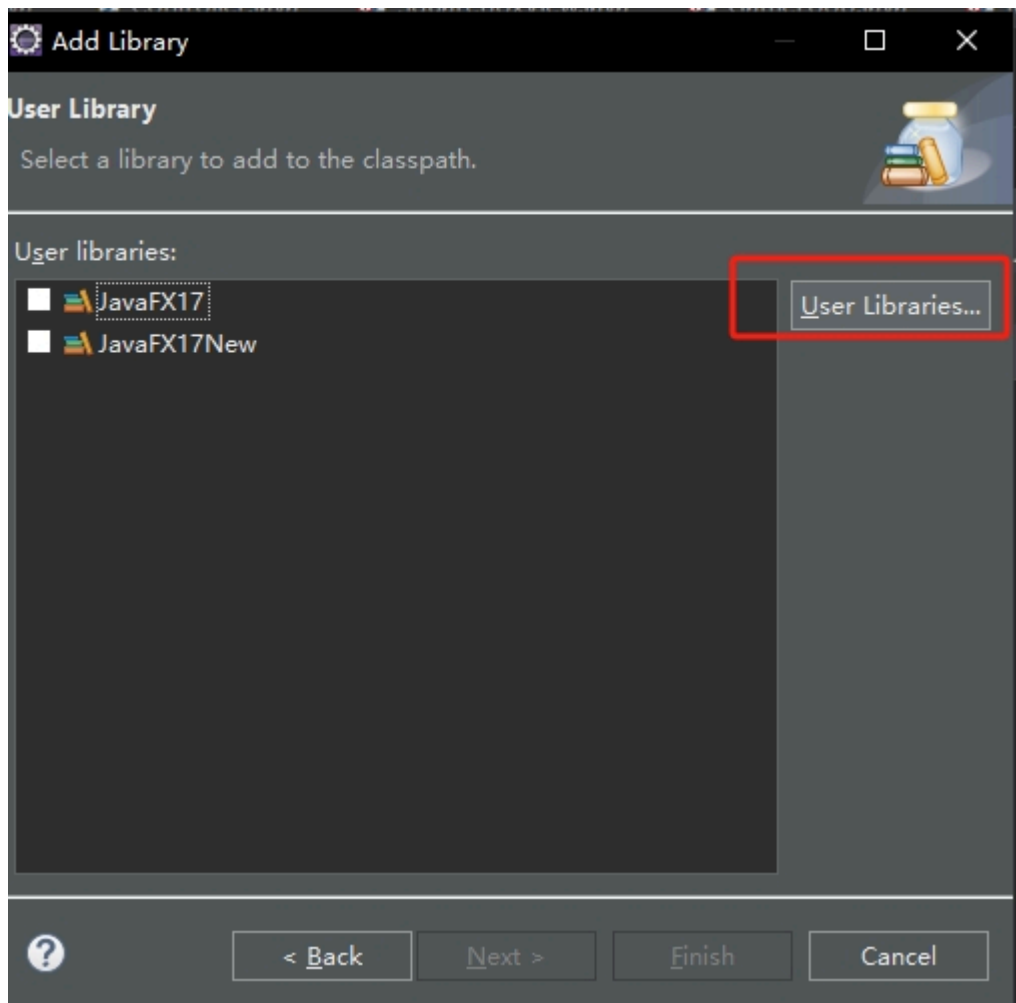 Add Library
User Library
Select a library to add to the classpath.
User libraries:
JavaFX17
User Libraries...
JavaFX17New
?
< Back
Next >
Finish
Cancel